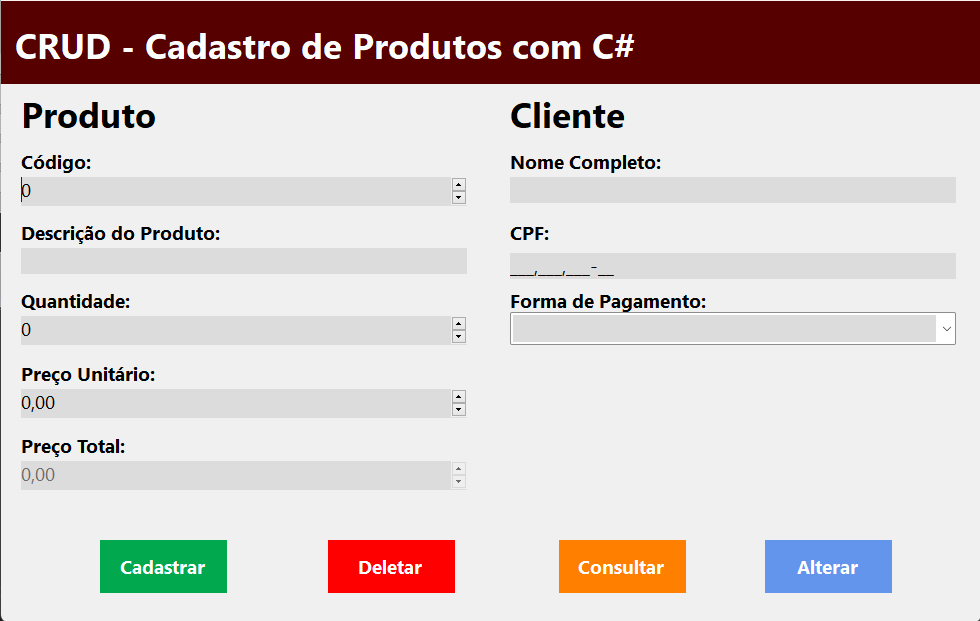 CRUD - Cadastro de Produtos com C#
Produto
Código:
0
Descrição do Produto:
Quantidade:
0
Preço Unitário:
0,00
Preço Total:
0,00
Cliente
Nome Completo:
CPF:
___,___,___-__
Forma de Pagamento:
Cadastrar
Deletar
Consultar
Alterar